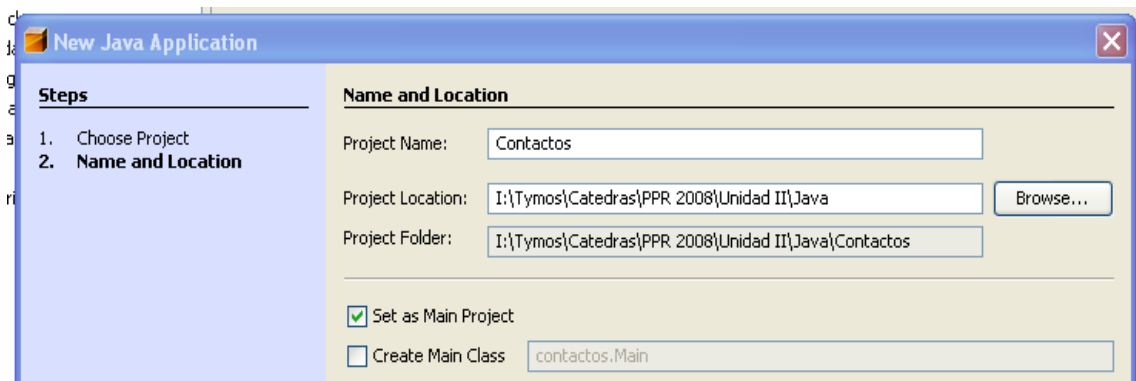 New Java Application
Steps
1. Choose Project
2. Name and Location
Name and Location
Project Name: Contactos
Project Location: I:\Tymos\Catedras\PPR 2008\Unidad II\Java Browse...
Project Folder: I:\Tymos\Catedras\PPR 2008\Unidad II\Java\Contactos
Set as Main Project
Create Main Class contactos.Main